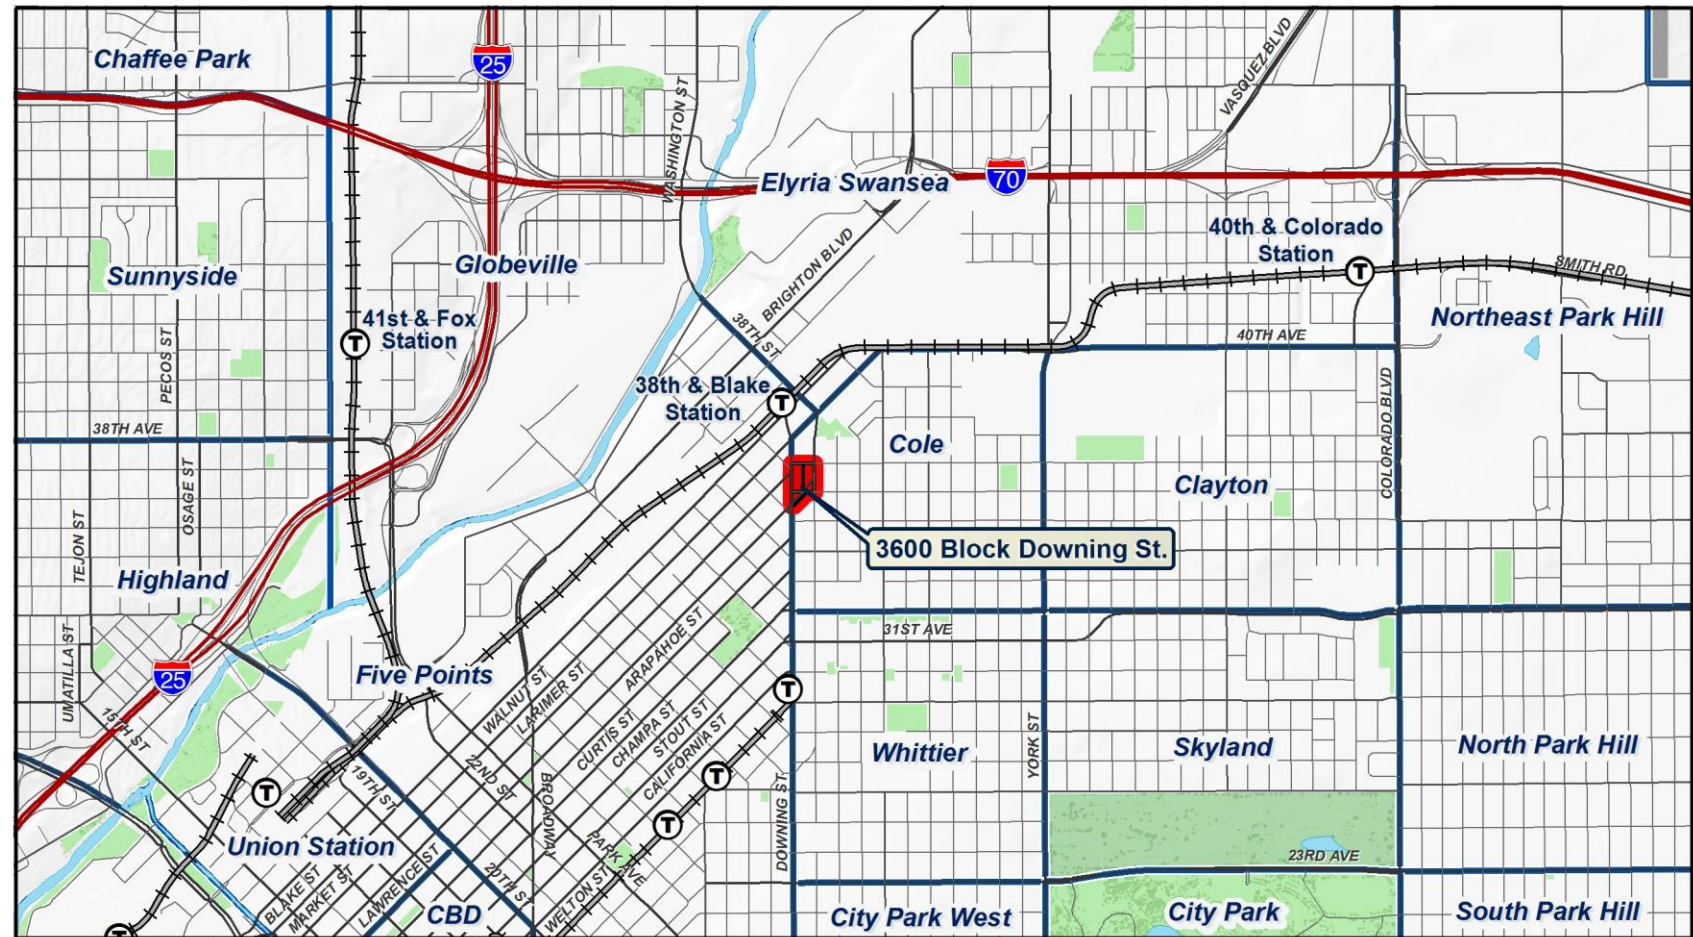 Chaffee Park
25
VASQUEZ BLVD
WASHINGTON ST
Elyria Swansea
70
40th & Colorado
Station
Sunnyside
Globeville
BRIGHTON BLVD
SMITH RD
41st & Fox
Station
Northeast Park Hill
PECOS ST
38TH ST
40TH AVE
38th & Blake
Station
COLORADO BLVD
38TH AVE
Cole
OSAGE ST
Clayton
TEJON ST
3600 Block Downing St.
Highland
UMATILLA ST
31ST AVE
ARAPAHOE ST
Five Points
25
WALNUT ST
LARIMER ST
15TH ST
CURTIS ST
CHAMPA ST
STOUT ST
CALIFORNIA ST
22ND ST
19TH ST
BROADWAY
DOWNING ST
YORK ST
Whittier
Skyland
North Park Hill
Union Station
PARK AVE
23RD AVE
LAWRENCE ST
20TH ST
BLAKE ST
MARKET ST
WELTON ST
CBD
City Park West
City Park
South Park Hill
T
T
T
T
T
T
T
T